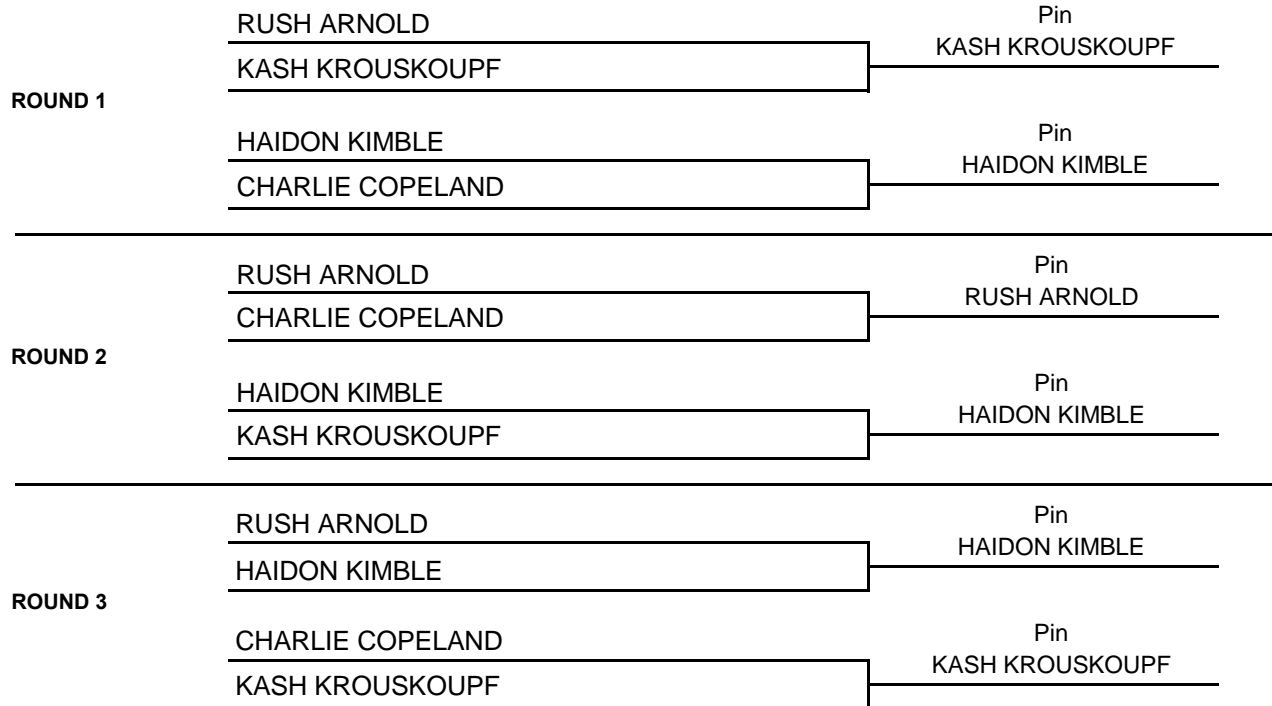 RUSH ARNOLD
Pin
KASH KROUSKOUPF
KASH KROUSKOUPF
ROUND 1
HAIDON KIMBLE
Pin
HAIDON KIMBLE
CHARLIE COPELAND
RUSH ARNOLD
Pin
RUSH ARNOLD
CHARLIE COPELAND
ROUND 2
HAIDON KIMBLE
Pin
HAIDON KIMBLE
KASH KROUSKOUPF
RUSH ARNOLD
Pin
HAIDON KIMBLE
HAIDON KIMBLE
ROUND 3
CHARLIE COPELAND
Pin
KASH KROUSKOUPF
KASH KROUSKOUPF